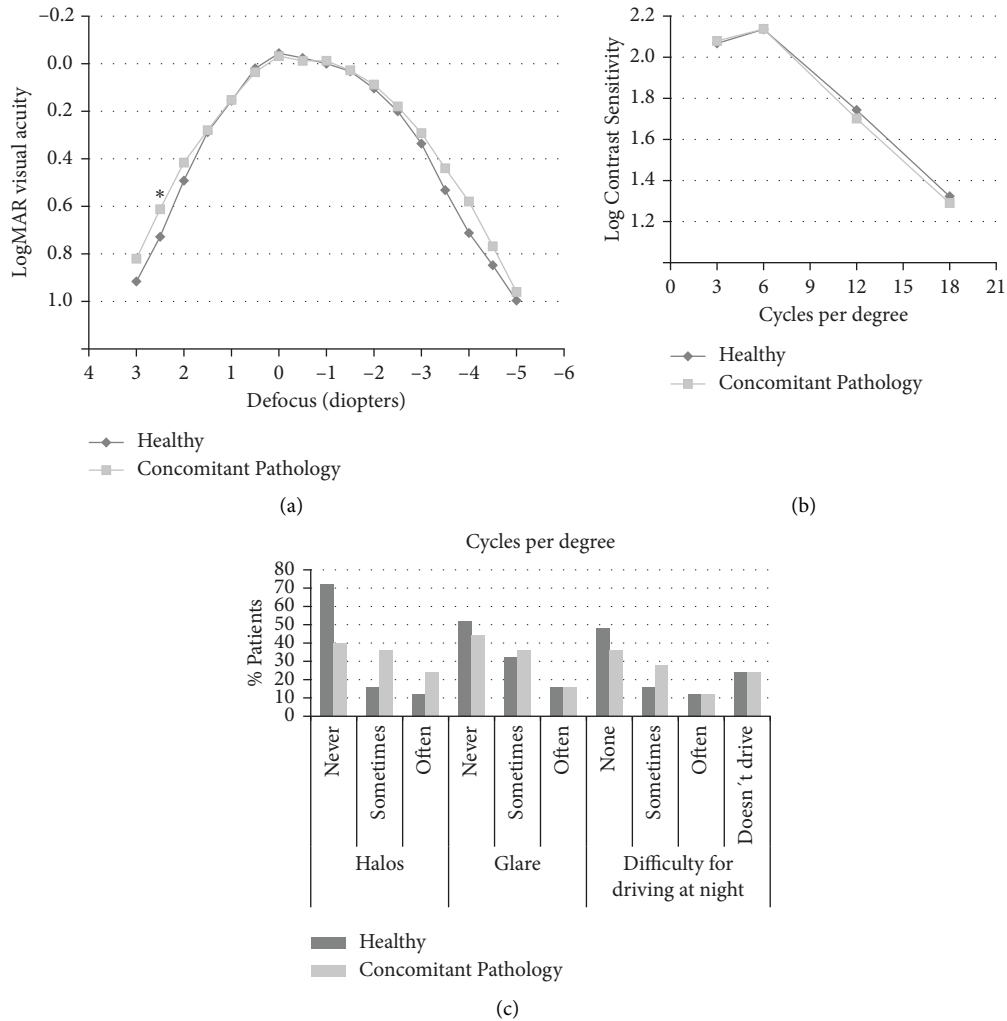 –0.2
0.0
0.2
0.4
0.6
0.8
1.0
LogMAR visual acuity
*
4 3 2 1 0 –1 –2 –3 –4 –5 –6
Defocus (diopters)
Healthy
Concomitant Pathology
(a)
2.2
2.0
1.8
1.6
1.4
1.2
Log Contrast Sensitivity
0 3 6 9 12 15 18 21
Cycles per degree
Healthy
Concomitant Pathology
(b)
Cycles per degree
80
70
60
50
40
30
20
10
0
% Patients
Never
Sometimes
Often
Never
Sometimes
Often
None
Sometimes
Often
Doesn´t drive
Halos
Glare
Difficulty for
driving at night
Healthy
Concomitant Pathology
(c)